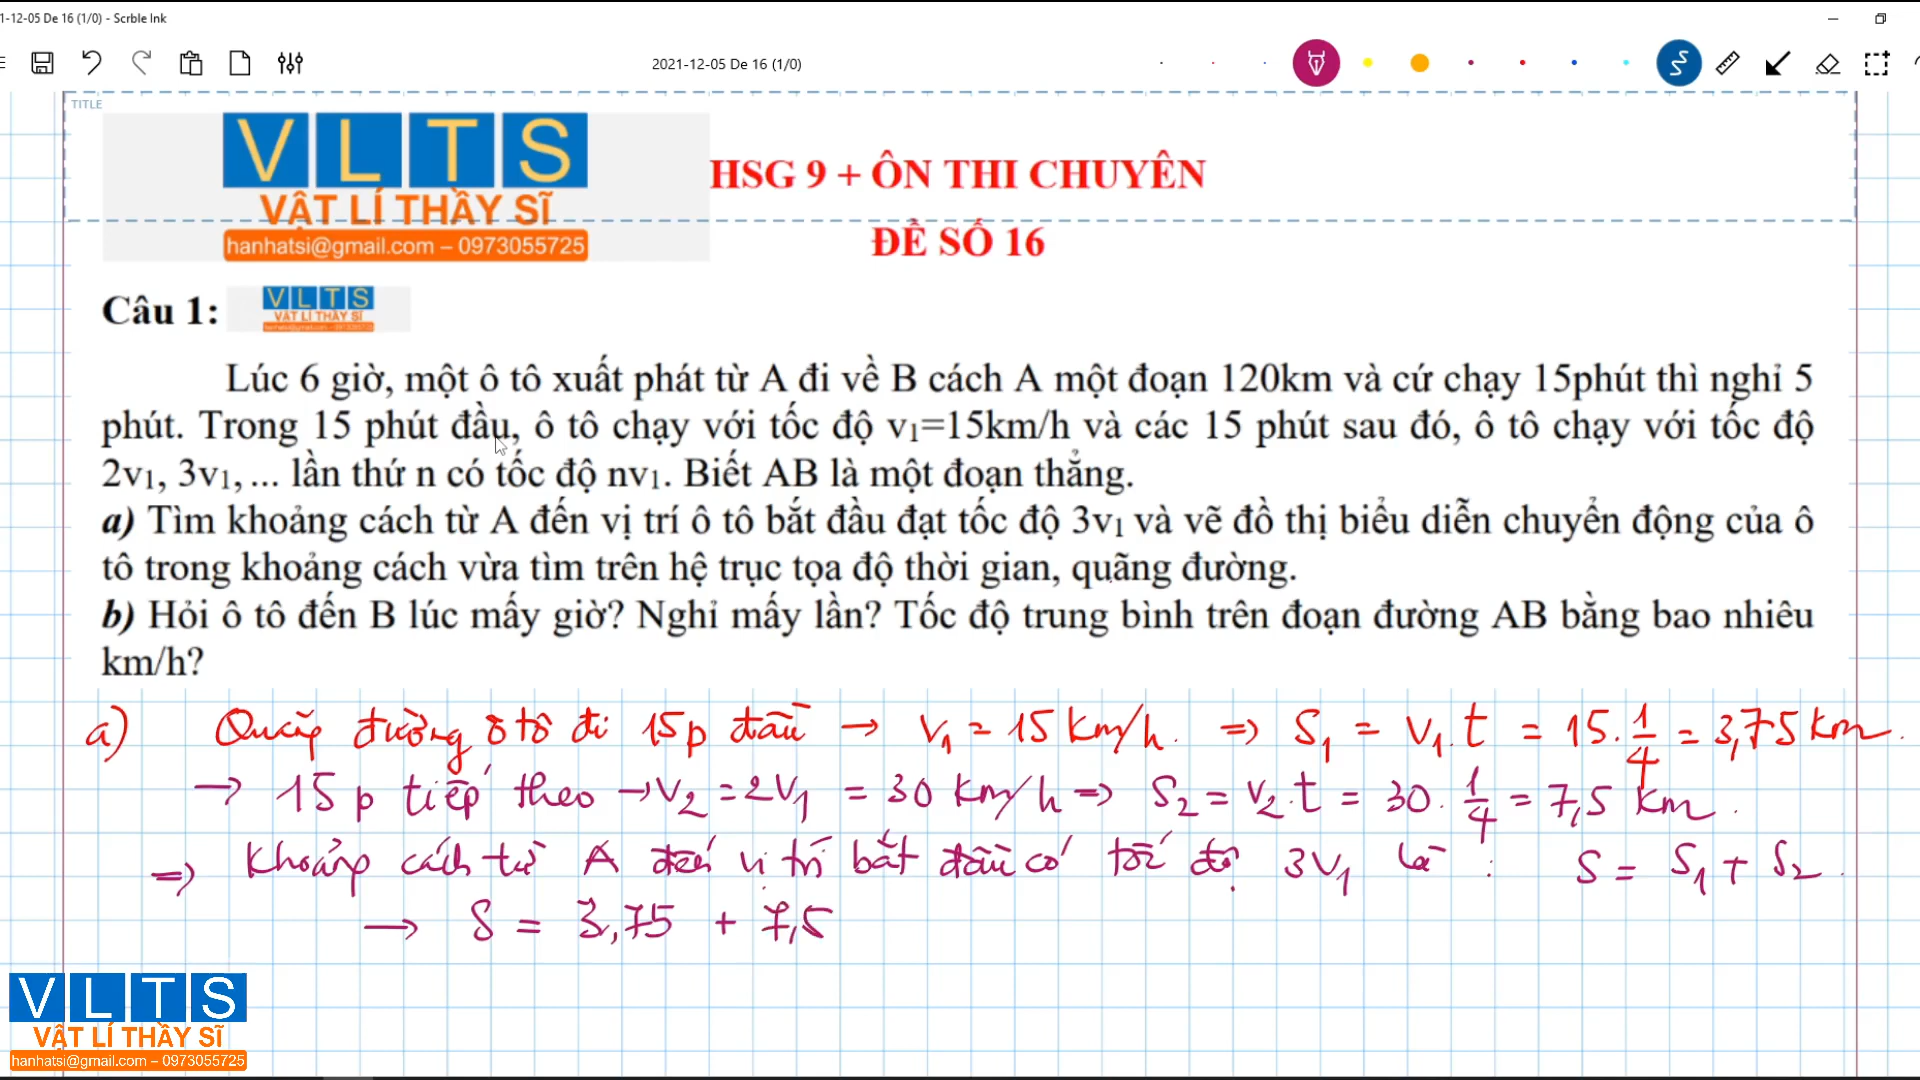 1-12-05 De 16 (1/0) - Scrble Ink
2021-12-05 De 16 (1/0)
TITLE
VLTS
VẬT LÍ THẦY SĨ
hanhatsi@gmail.com – 0973055725
HSG 9 + ÔN THI CHUYÊN
ĐỀ SỐ 16
Câu 1:
VLTS
VẬT LÍ THẦY SĨ
hanhatsi@gmail.com – 0973055725
Lúc 6 giờ, một ô tô xuất phát từ A đi về B cách A một đoạn 120km và cứ chạy 15phút thì nghỉ 5
phút. Trong 15 phút đầu, ô tô chạy với tốc độ v₁=15km/h và các 15 phút sau đó, ô tô chạy với tốc độ
2v₁, 3v₁,... lần thứ n có tốc độ nv₁. Biết AB là một đoạn thẳng.
a) Tìm khoảng cách từ A đến vị trí ô tô bắt đầu đạt tốc độ 3v₁ và vẽ đồ thị biểu diễn chuyển động của ô
tô trong khoảng cách vừa tìm trên hệ trục tọa độ thời gian, quãng đường.
b) Hỏi ô tô đến B lúc mấy giờ? Nghỉ mấy lần? Tốc độ trung bình trên đoạn đường AB bằng bao nhiêu
km/h?
a) Quãng đường ô tô đi 15p đầu → V₁ = 15 km/h. ⇒ S₁ = V₁.t = 15.1/4 = 3,75 km.
→ 15p tiếp theo → V₂ = 2V₁ = 30 km/h ⇒ S₂ = V₂.t = 30.1/4 = 7,5 km.
⇒ Khoảng cách từ A đến vị trí bắt đầu có tốc độ 3V₁ là: S = S₁ + S₂.
→ S = 3,75 + 7,5
VLTS
VẬT LÍ THẦY SĨ
hanhatsi@gmail.com – 0973055725